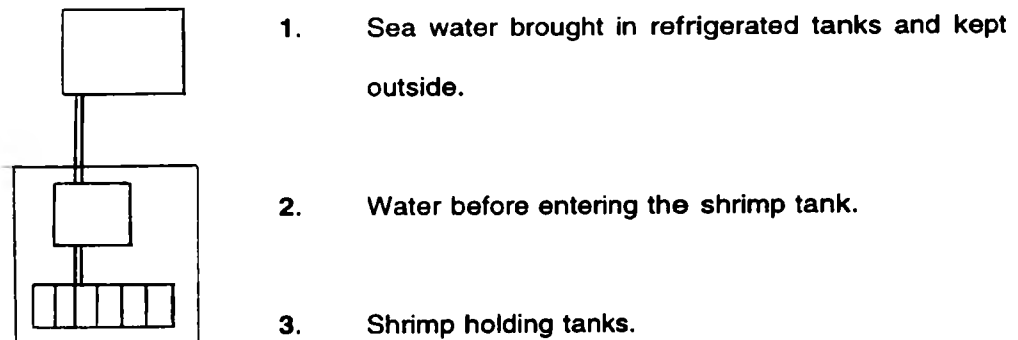 1. Sea water brought in refrigerated tanks and kept
outside.
2. Water before entering the shrimp tank.
3. Shrimp holding tanks.